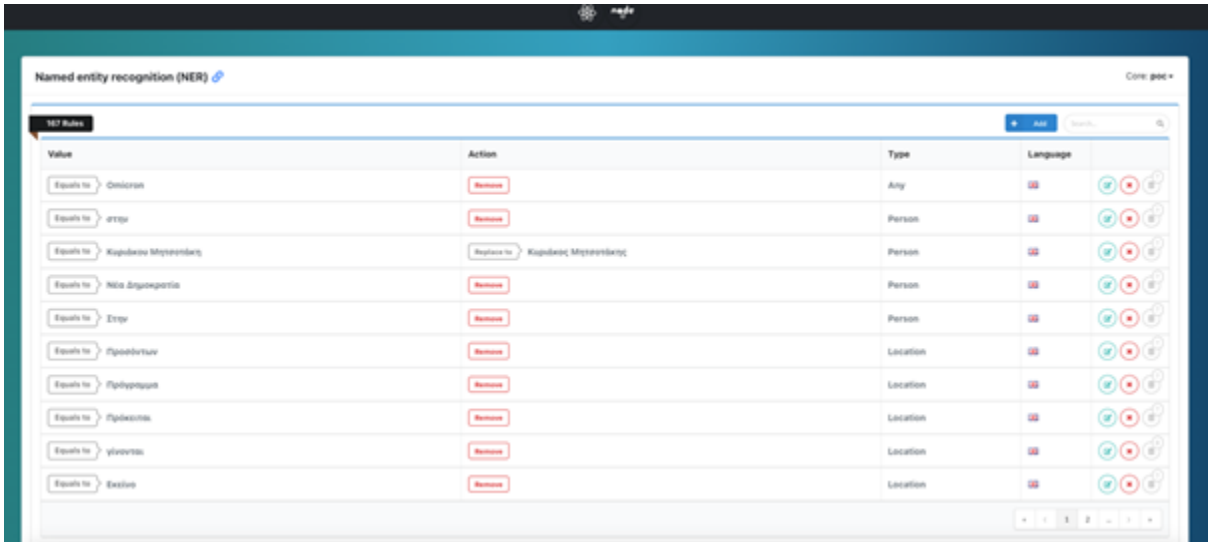 node
Named entity recognition (NER) Core: poc
167 Rules + Add Search...
Value Action Type Language
Equals to Omicron Remove Any
Equals to στην Remove Person
Equals to Κυριάκου Μητσοτάκη Replace to Κυριάκος Μητσοτάκης Person
Equals to Νέα Δημοκρατία Remove Person
Equals to Στην Remove Person
Equals to Προσόντων Remove Location
Equals to Πρόγραμμα Remove Location
Equals to Πρόκειται Remove Location
Equals to γίνονται Remove Location
Equals to Εκείνο Remove Location
« ‹ 1 2 ... › »